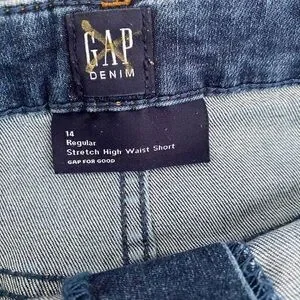 GAP
DENIM
14
Regular
Stretch High Waist Short
GAP FOR GOOD